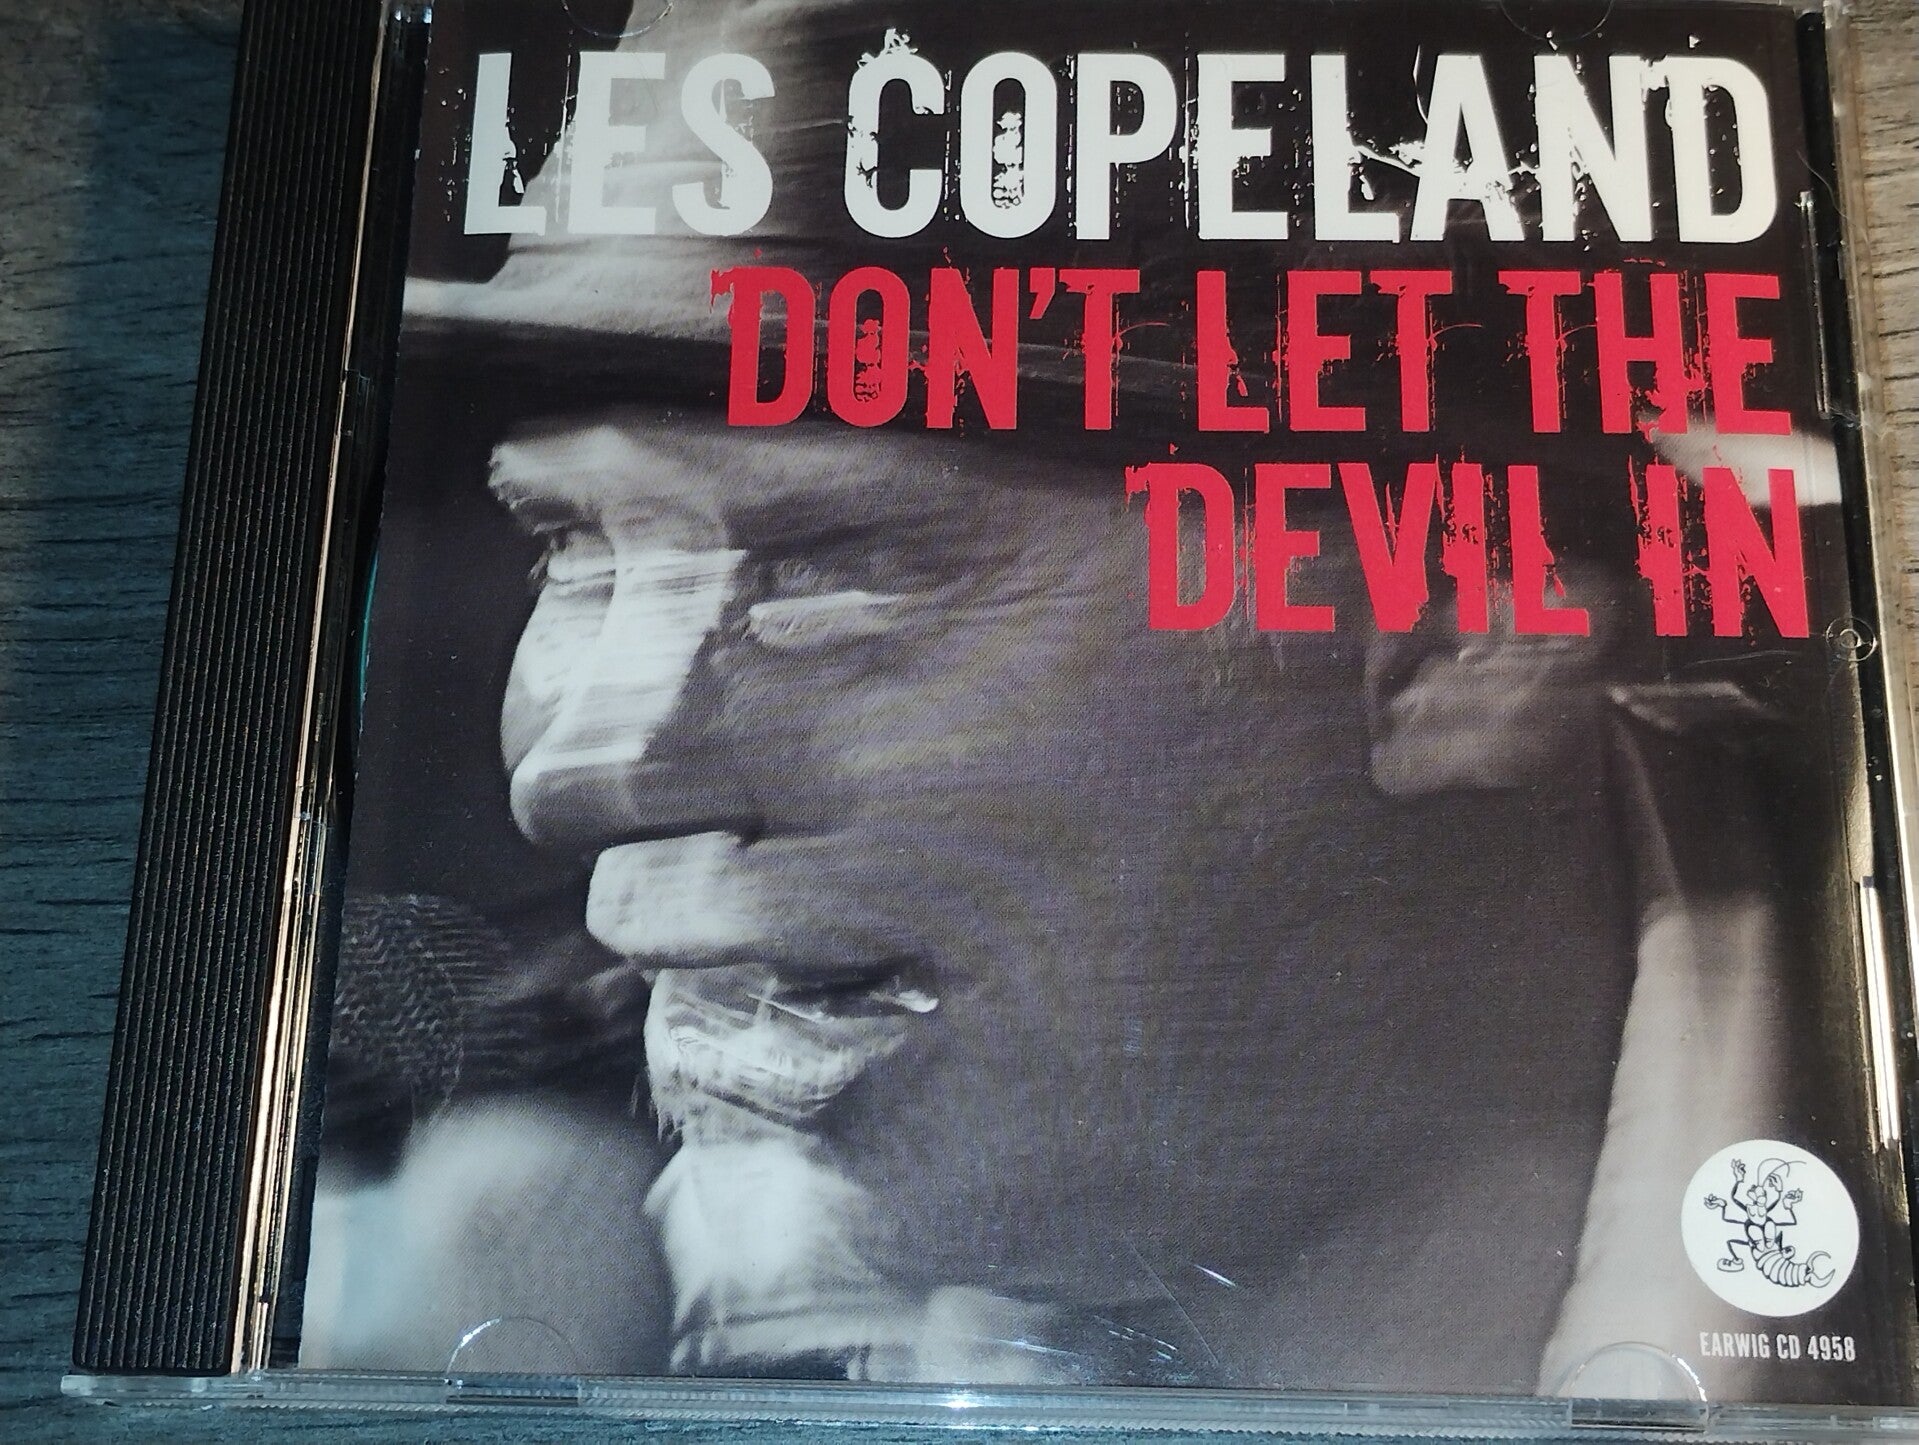 LES COPELAND
DON'T LET THE
DEVIL IN
EARWIG CD 4958